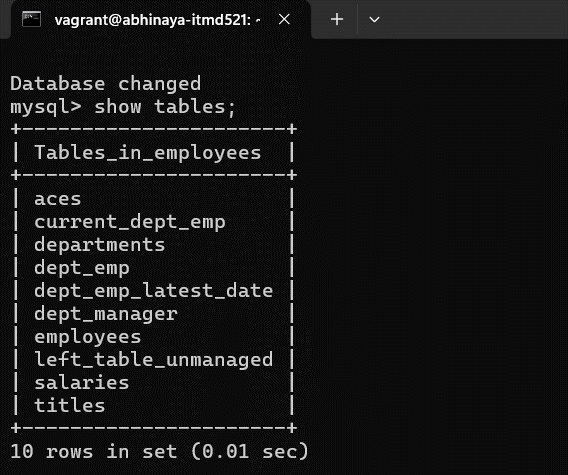 vagrant@abhinaya-itmd521: ~
Database changed
mysql> show tables;
+----------------------+
| Tables_in_employees  |
+----------------------+
| aces                 |
| current_dept_emp     |
| departments          |
| dept_emp             |
| dept_emp_latest_date |
| dept_manager         |
| employees            |
| left_table_unmanaged |
| salaries             |
| titles               |
+----------------------+
10 rows in set (0.01 sec)